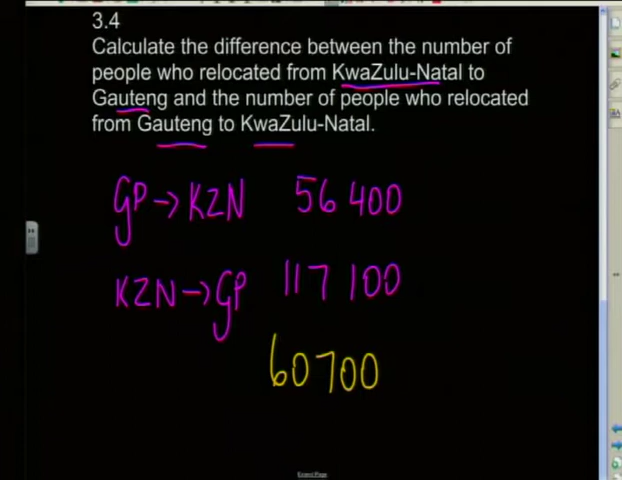 3.4
Calculate the difference between the number of
people who relocated from KwaZulu-Natal to
Gauteng and the number of people who relocated
from Gauteng to KwaZulu-Natal.
GP → KZN 56 400
KZN → GP 117 100
60700
Extend Page